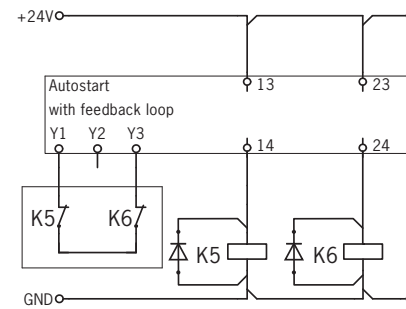 +24V
Autostart 13 23
with feedback loop
Y1 Y2 Y3
14 24
K5 K6
K5 K6
GND